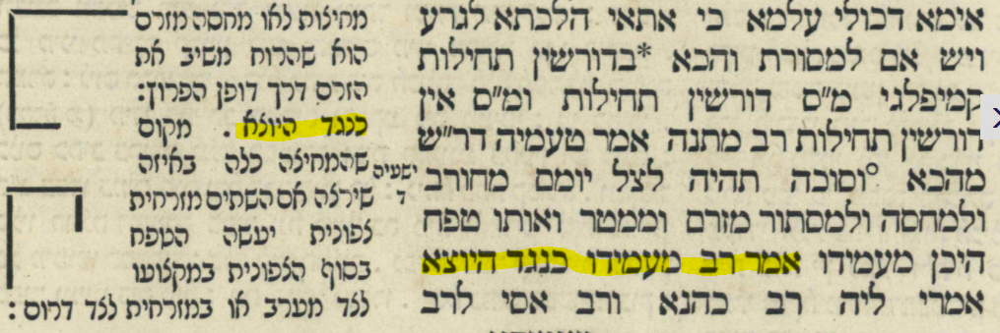 אימא דכולי עלמא כי אתאי הלכתא לגרע
ויש אם למסורת והכא *בדורשין תחילות
קמיפלגי מ"ם דורשין תחילות ומ"ם אין
דורשין תחילות רב מתנה אמר טעמיה דר"ש
מהכא °וסוכה תהיה לצל יומם מחורב
ולמחסה ולמסתור מזרם וממטר ואותו טפח
היכן מעמידו אמר רב מעמידו כנגד היוצא
אמרי ליה רב כהנא ורב אסי לרב
ישעיה
ד
מחיצות לאו מחסה מזרם
הוא שהרוח משיב את
הזרם דרך דופן הפרוץ:
כנגד היוצא. מקום
שהמחיצה כלה באיזה
שירצה אם השתים מזרחית
צפונית יעשה הטפח
בסוף הצפונית במקצועו
לצד מערב או במזרחית לצד דרום: